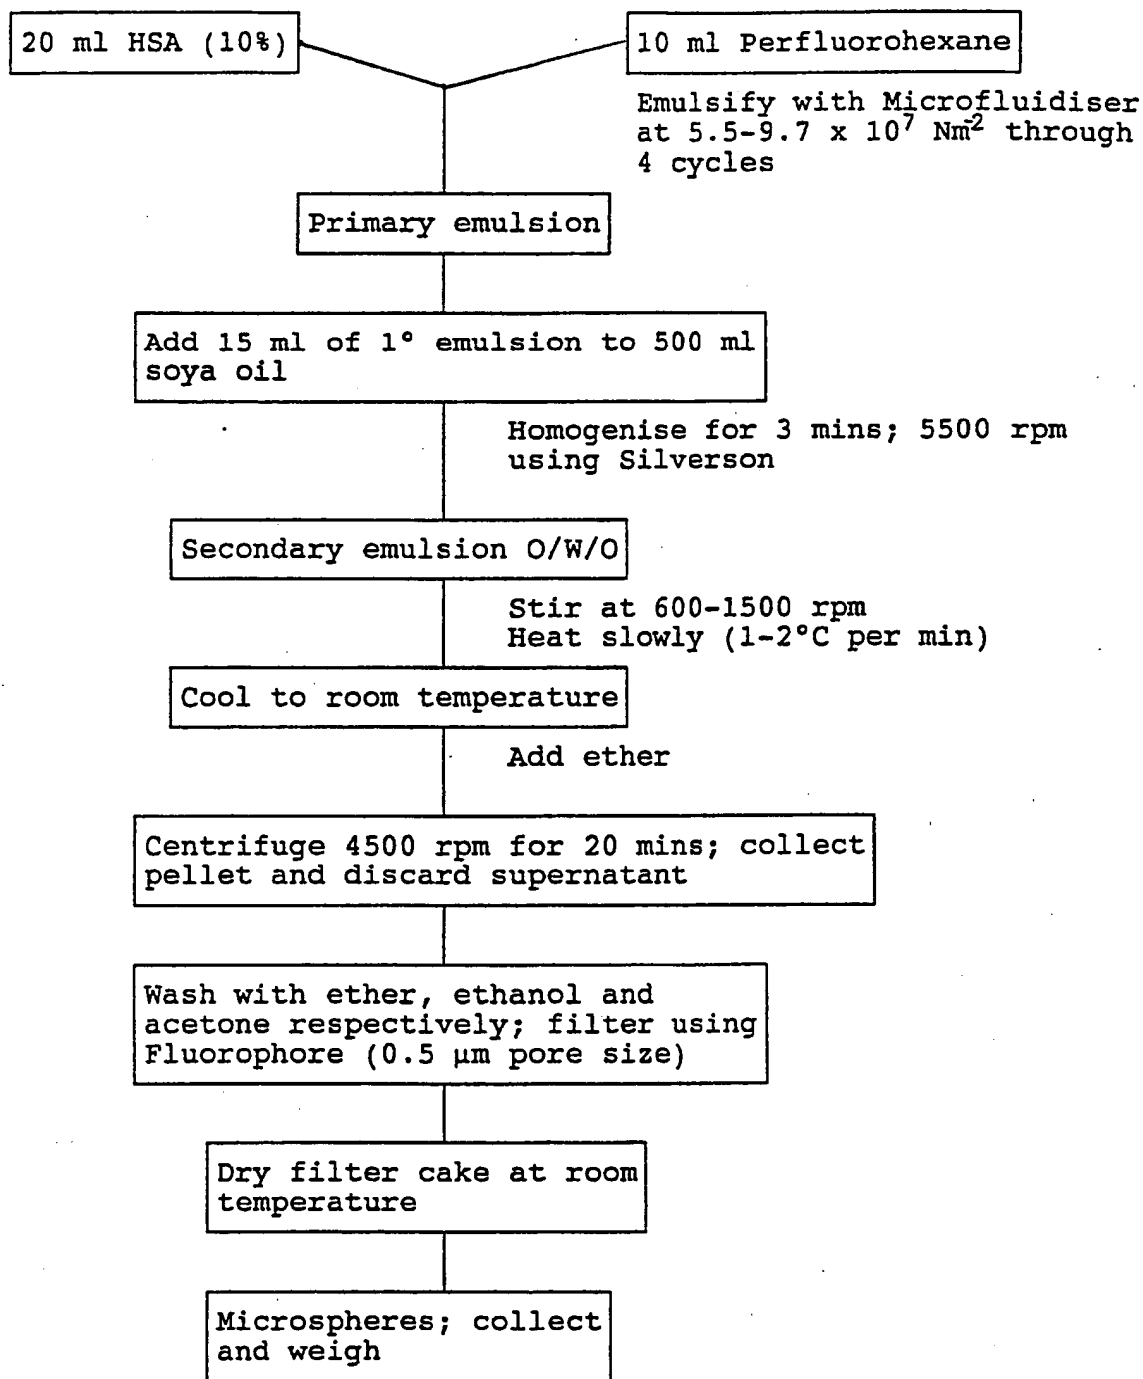 20 ml HSA (10%)
10 ml Perfluorohexane
Emulsify with Microfluidiser
at 5.5-9.7 x 10⁷ Nm⁻² through
4 cycles
Primary emulsion
Add 15 ml of 1° emulsion to 500 ml
soya oil
Homogenise for 3 mins; 5500 rpm
using Silverson
Secondary emulsion O/W/O
Stir at 600-1500 rpm
Heat slowly (1-2°C per min)
Cool to room temperature
Add ether
Centrifuge 4500 rpm for 20 mins; collect
pellet and discard supernatant
Wash with ether, ethanol and
acetone respectively; filter using
Fluorophore (0.5 µm pore size)
Dry filter cake at room
temperature
Microspheres; collect
and weigh